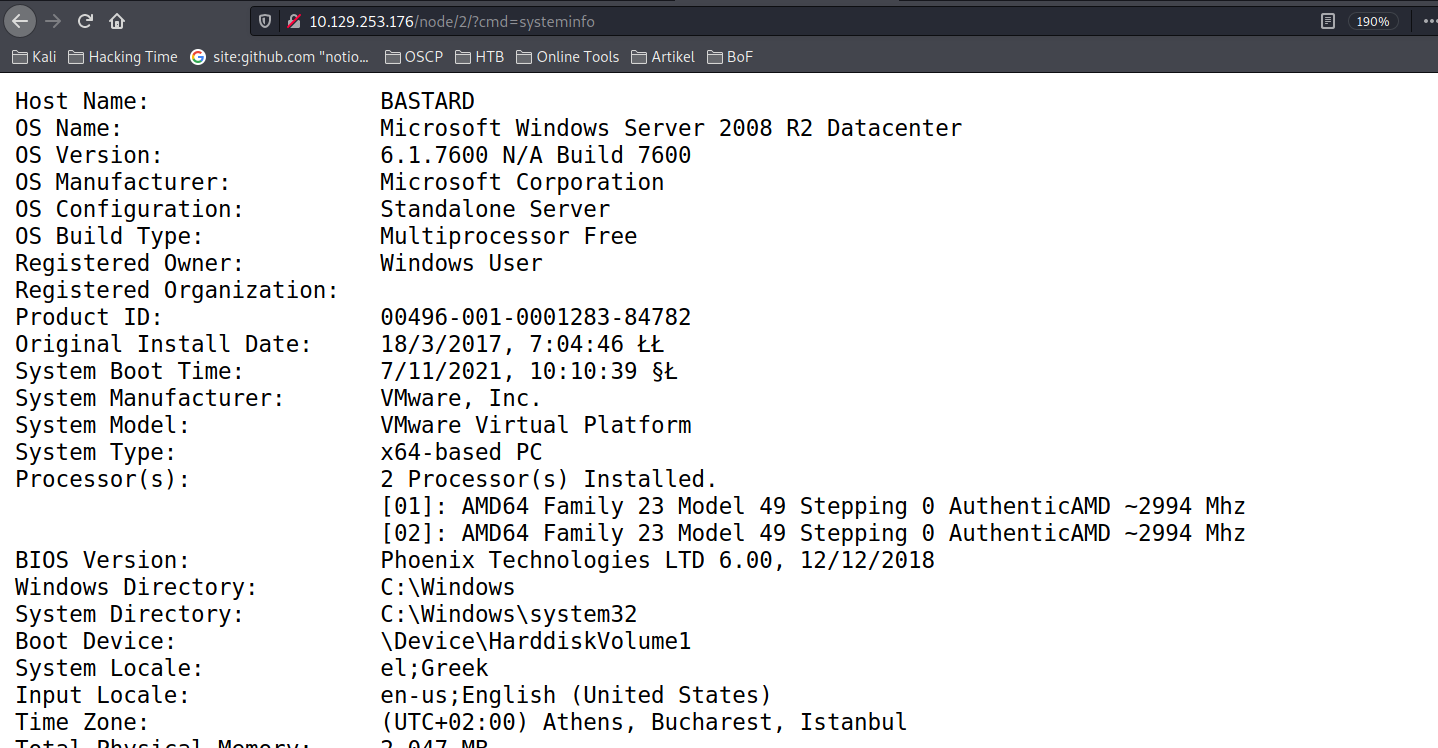 10.129.253.176/node/2/?cmd=systeminfo 190%
Kali Hacking Time site:github.com "notio... OSCP HTB Online Tools Artikel BoF
Host Name: BASTARD
OS Name: Microsoft Windows Server 2008 R2 Datacenter
OS Version: 6.1.7600 N/A Build 7600
OS Manufacturer: Microsoft Corporation
OS Configuration: Standalone Server
OS Build Type: Multiprocessor Free
Registered Owner: Windows User
Registered Organization:
Product ID: 00496-001-0001283-84782
Original Install Date: 18/3/2017, 7:04:46 ŁŁ
System Boot Time: 7/11/2021, 10:10:39 §Ł
System Manufacturer: VMware, Inc.
System Model: VMware Virtual Platform
System Type: x64-based PC
Processor(s): 2 Processor(s) Installed.
[01]: AMD64 Family 23 Model 49 Stepping 0 AuthenticAMD ~2994 Mhz
[02]: AMD64 Family 23 Model 49 Stepping 0 AuthenticAMD ~2994 Mhz
BIOS Version: Phoenix Technologies LTD 6.00, 12/12/2018
Windows Directory: C:\Windows
System Directory: C:\Windows\system32
Boot Device: \Device\HarddiskVolume1
System Locale: el;Greek
Input Locale: en-us;English (United States)
Time Zone: (UTC+02:00) Athens, Bucharest, Istanbul
Total Physical Memory: 2.047 MB